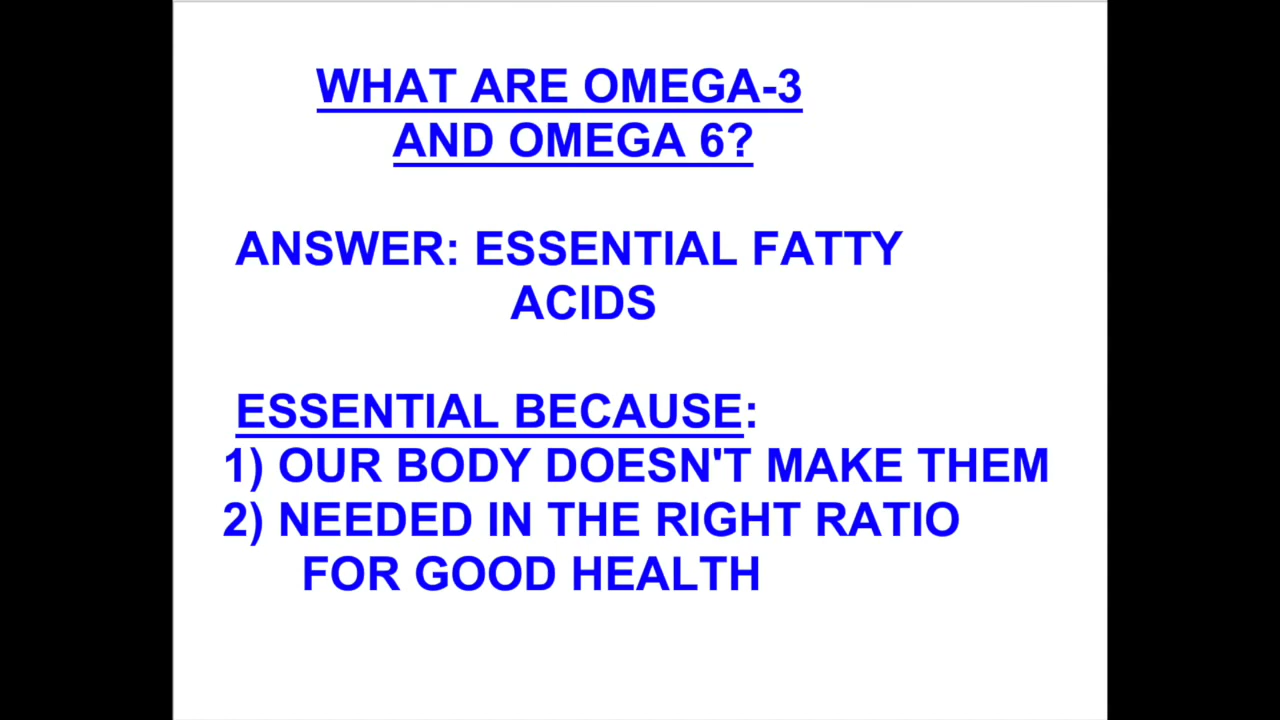 WHAT ARE OMEGA-3
AND OMEGA 6?
ANSWER: ESSENTIAL FATTY
ACIDS
ESSENTIAL BECAUSE:
1) OUR BODY DOESN'T MAKE THEM
2) NEEDED IN THE RIGHT RATIO
FOR GOOD HEALTH